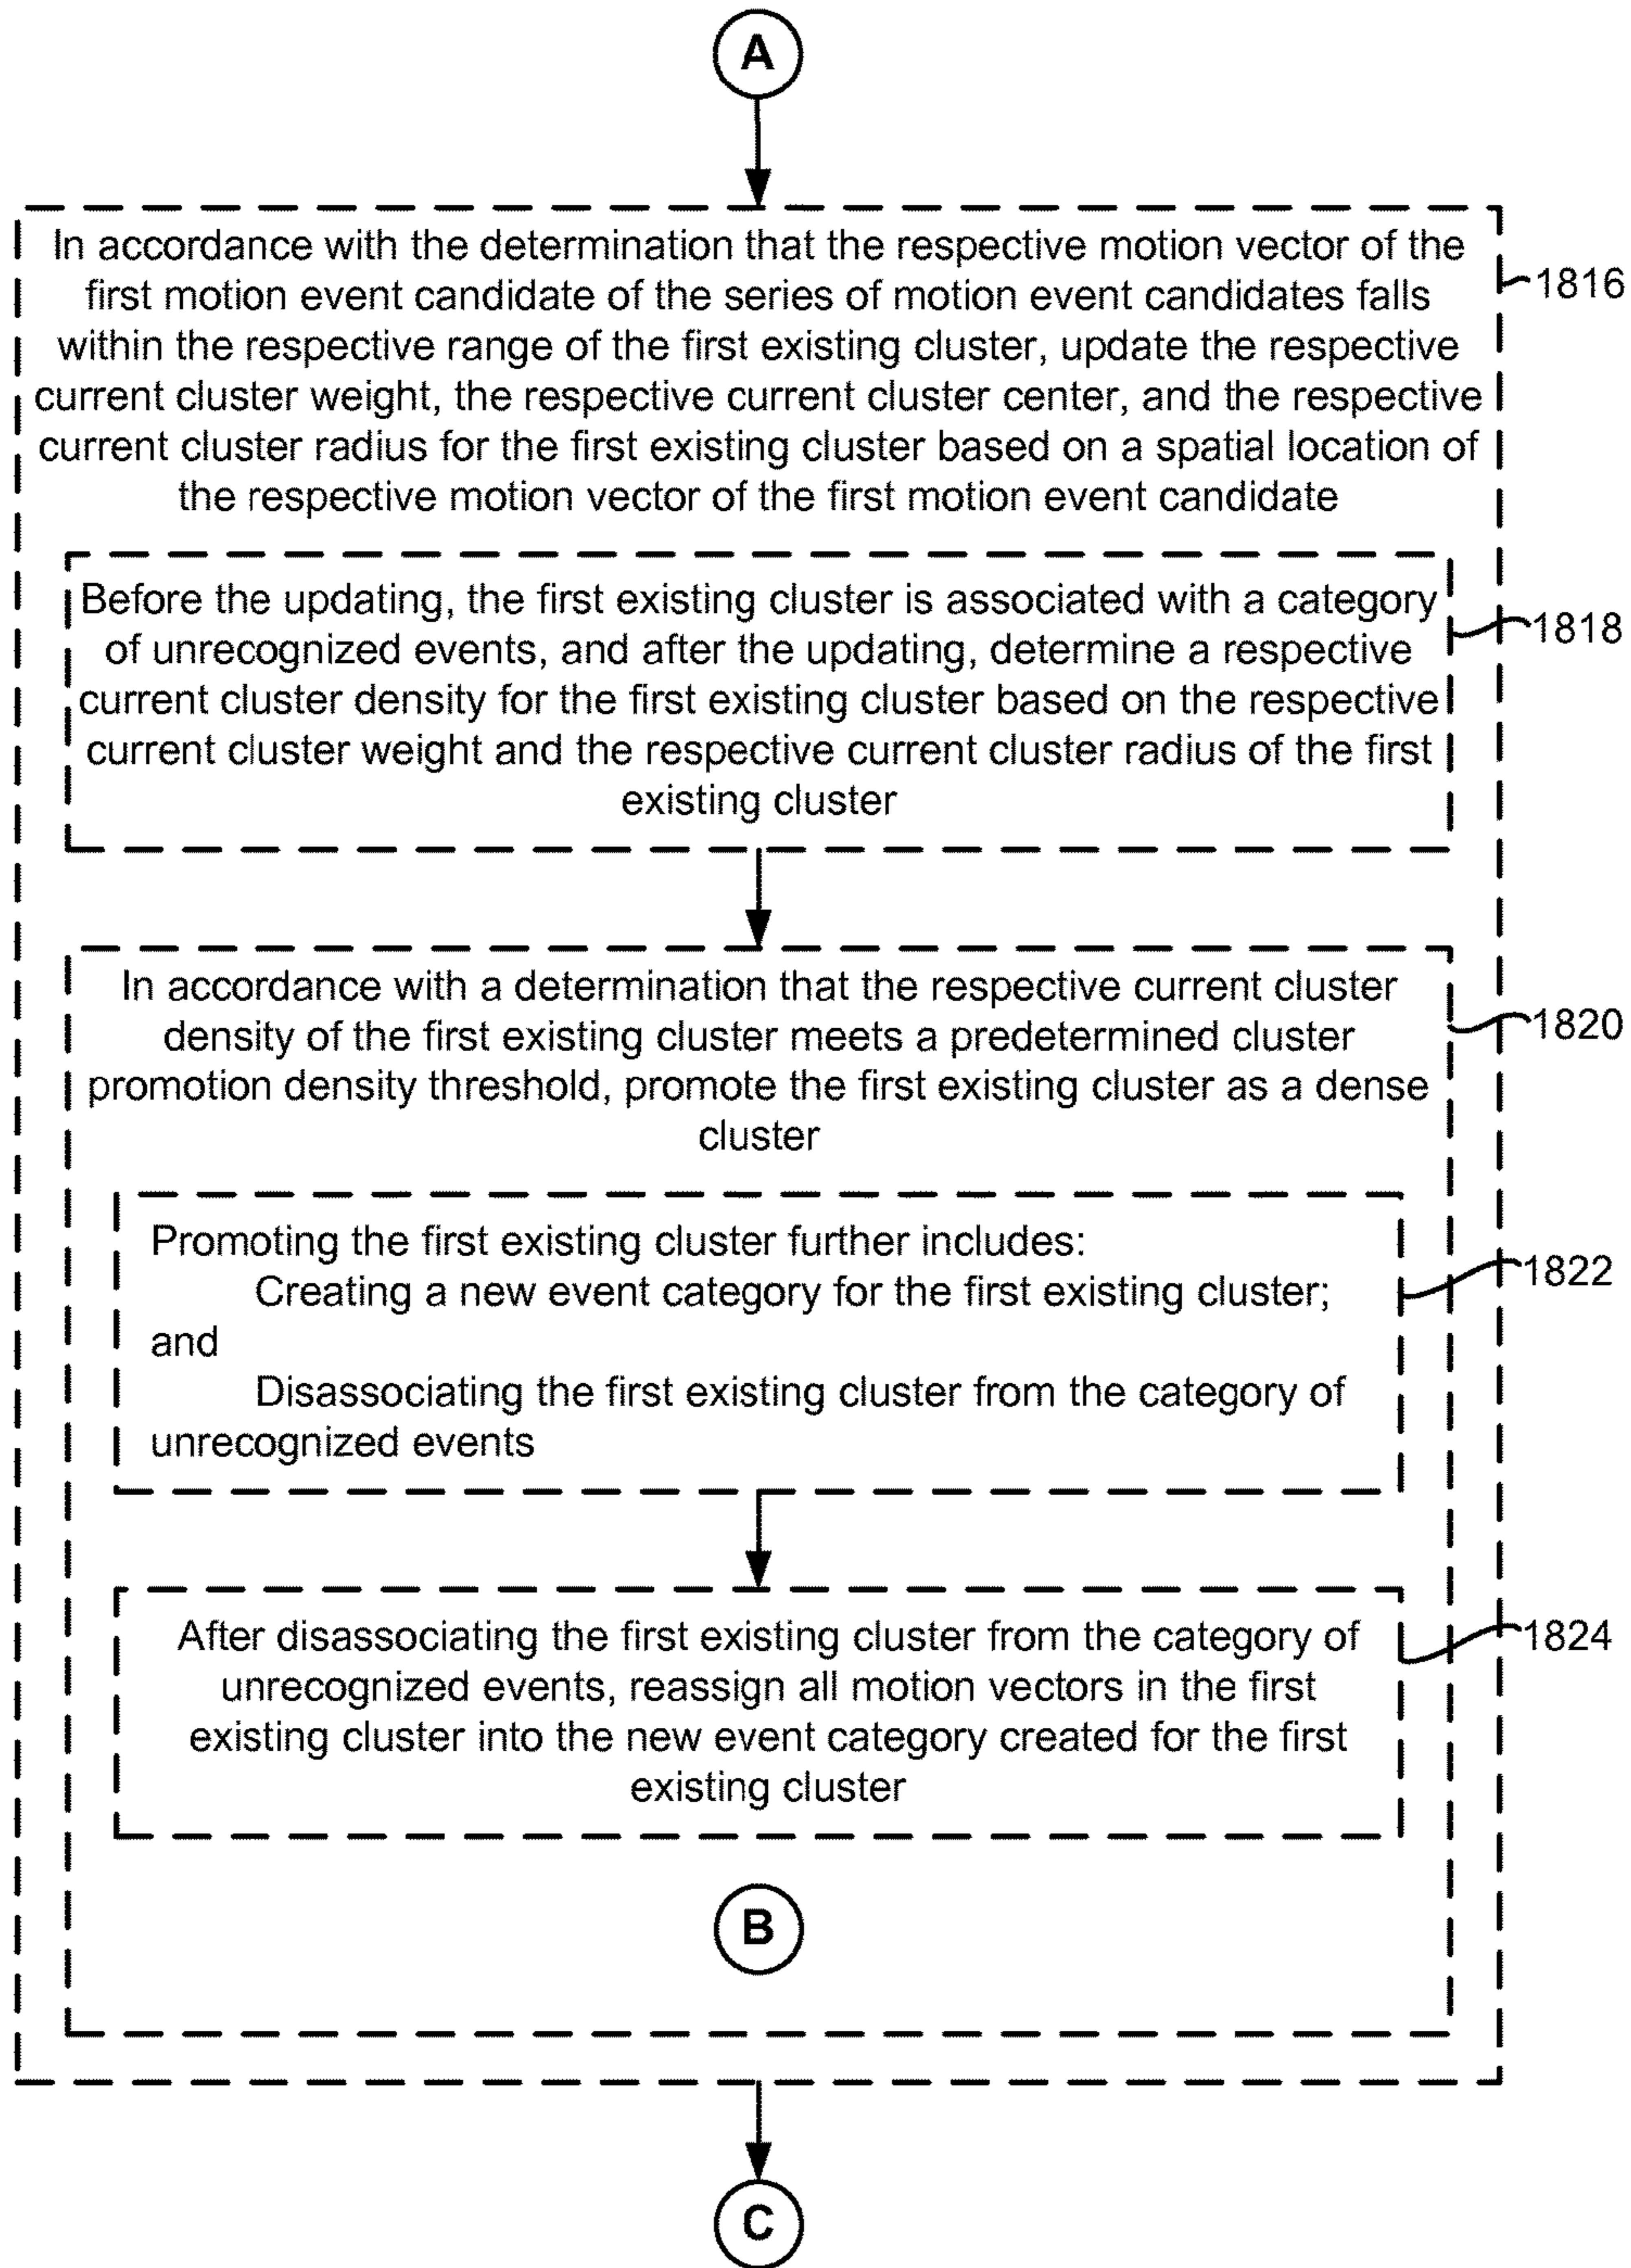 A
In accordance with the determination that the respective motion vector of the
first motion event candidate of the series of motion event candidates falls
within the respective range of the first existing cluster, update the respective
current cluster weight, the respective current cluster center, and the respective
current cluster radius for the first existing cluster based on a spatial location of
the respective motion vector of the first motion event candidate
1816
Before the updating, the first existing cluster is associated with a category
of unrecognized events, and after the updating, determine a respective
current cluster density for the first existing cluster based on the respective
current cluster weight and the respective current cluster radius of the first
existing cluster
1818
In accordance with a determination that the respective current cluster
density of the first existing cluster meets a predetermined cluster
promotion density threshold, promote the first existing cluster as a dense
cluster
1820
Promoting the first existing cluster further includes:
Creating a new event category for the first existing cluster;
and
Disassociating the first existing cluster from the category of
unrecognized events
1822
After disassociating the first existing cluster from the category of
unrecognized events, reassign all motion vectors in the first
existing cluster into the new event category created for the first
existing cluster
1824
B
C